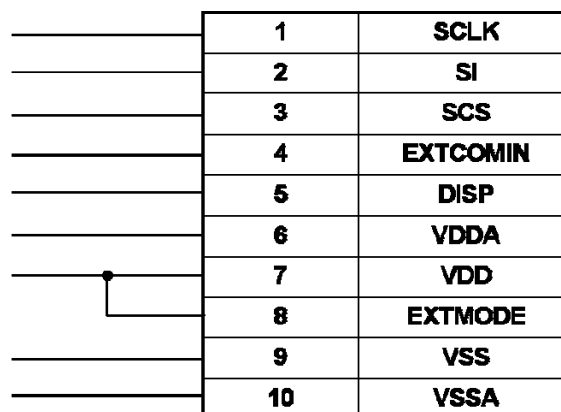 1 SCLK
2 SI
3 SCS
4 EXTCOMIN
5 DISP
6 VDDA
7 VDD
8 EXTMODE
9 VSS
10 VSSA